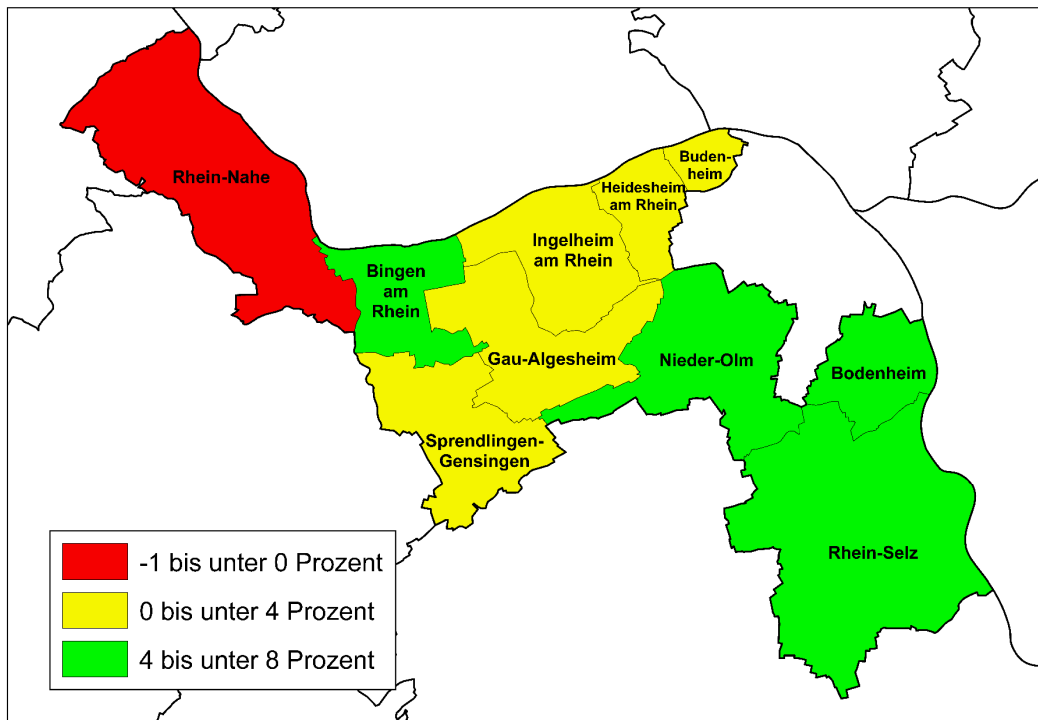 Rhein-Nahe
Buden-
heim
Heidesheim
am Rhein
Ingelheim
am Rhein
Bingen
am
Rhein
Gau-Algesheim
Nieder-Olm
Bodenheim
Sprendlingen-
Gensingen
Rhein-Selz
-1 bis unter 0 Prozent
0 bis unter 4 Prozent
4 bis unter 8 Prozent